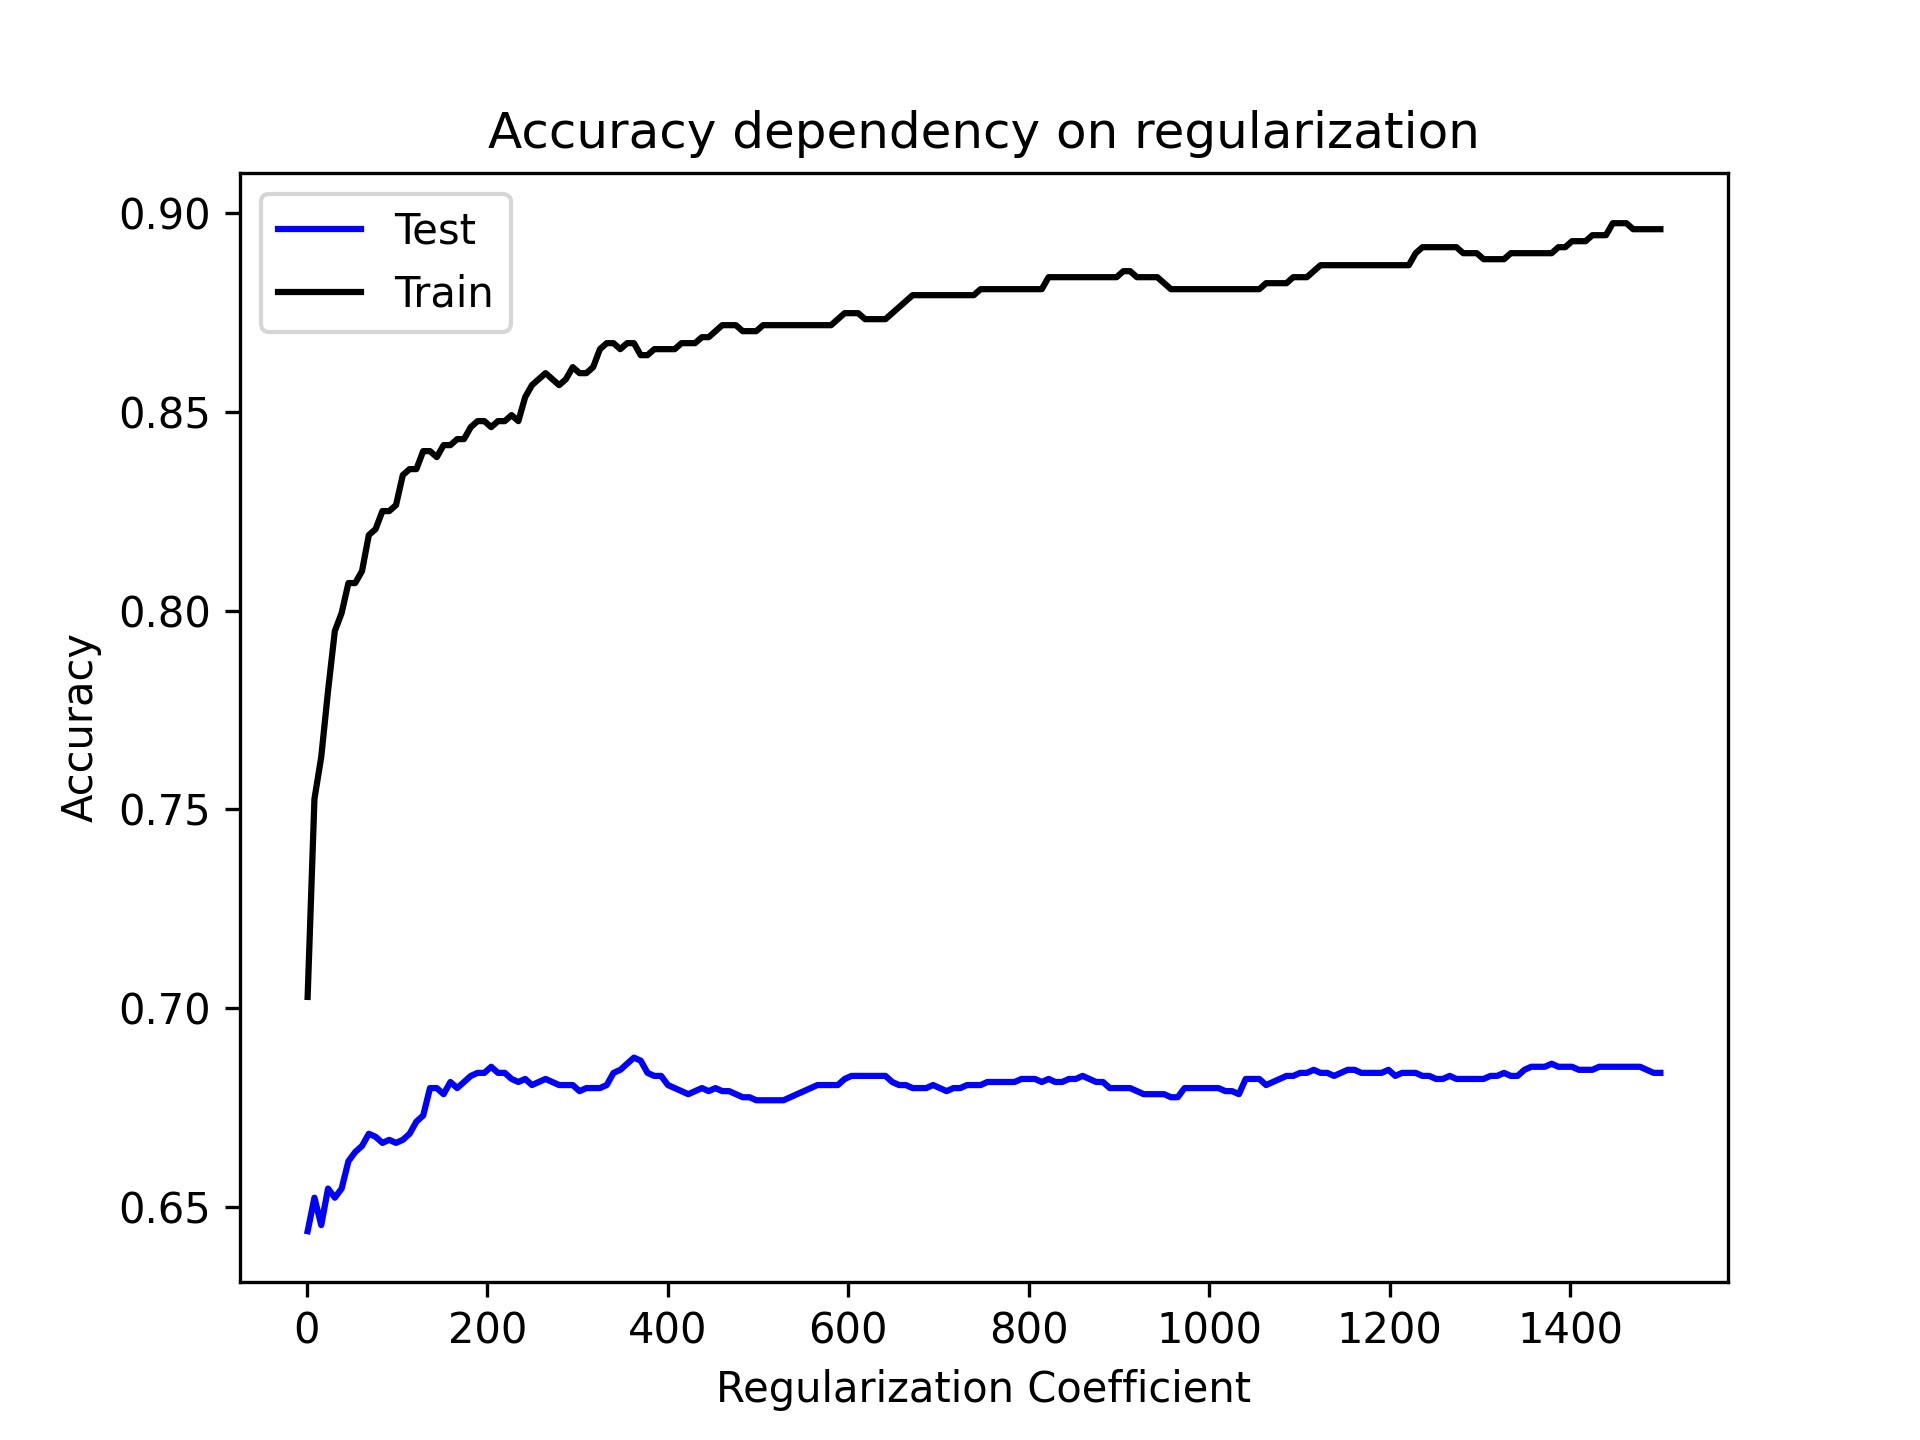 Accuracy dependency on regularization
Test
Train
0.90
0.85
0.80
0.75
0.70
0.65
Accuracy
0 200 400 600 800 1000 1200 1400
Regularization Coefficient